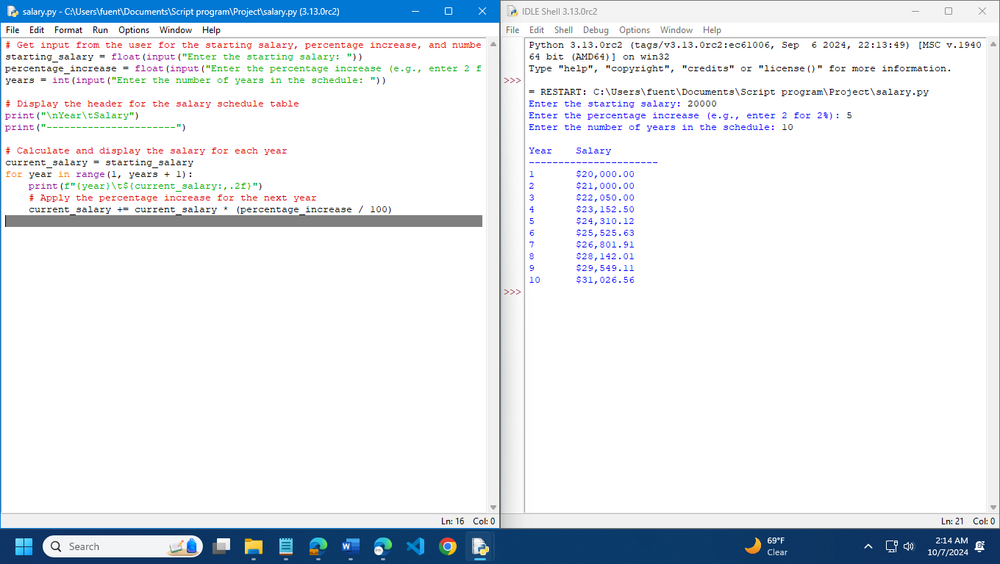 salary.py - C:\Users\fuent\Documents\Script program\Project\salary.py (3.13.0rc2)
File Edit Format Run Options Window Help
# Get input from the user for the starting salary, percentage increase, and numbe
starting_salary = float(input("Enter the starting salary: "))
percentage_increase = float(input("Enter the percentage increase (e.g., enter 2 f
years = int(input("Enter the number of years in the schedule: "))
# Display the header for the salary schedule table
print("\nYear\tSalary")
print("----------------------")
# Calculate and display the salary for each year
current_salary = starting_salary
for year in range(1, years + 1):
    print(f"{year}\t${current_salary:,.2f}")
    # Apply the percentage increase for the next year
    current_salary += current_salary * (percentage_increase / 100)
Ln: 16 Col: 0
IDLE Shell 3.13.0rc2
File Edit Shell Debug Options Window Help
Python 3.13.0rc2 (tags/v3.13.0rc2:ec61006, Sep  6 2024, 22:13:49) [MSC v.1940
64 bit (AMD64)] on win32
Type "help", "copyright", "credits" or "license()" for more information.
>>>
= RESTART: C:\Users\fuent\Documents\Script program\Project\salary.py
Enter the starting salary: 20000
Enter the percentage increase (e.g., enter 2 for 2%): 5
Enter the number of years in the schedule: 10
Year    Salary
----------------------
1       $20,000.00
2       $21,000.00
3       $22,050.00
4       $23,152.50
5       $24,310.12
6       $25,525.63
7       $26,801.91
8       $28,142.01
9       $29,549.11
10      $31,026.56
>>>
Ln: 21 Col: 0
Search
69°F
Clear
2:14 AM
10/7/2024